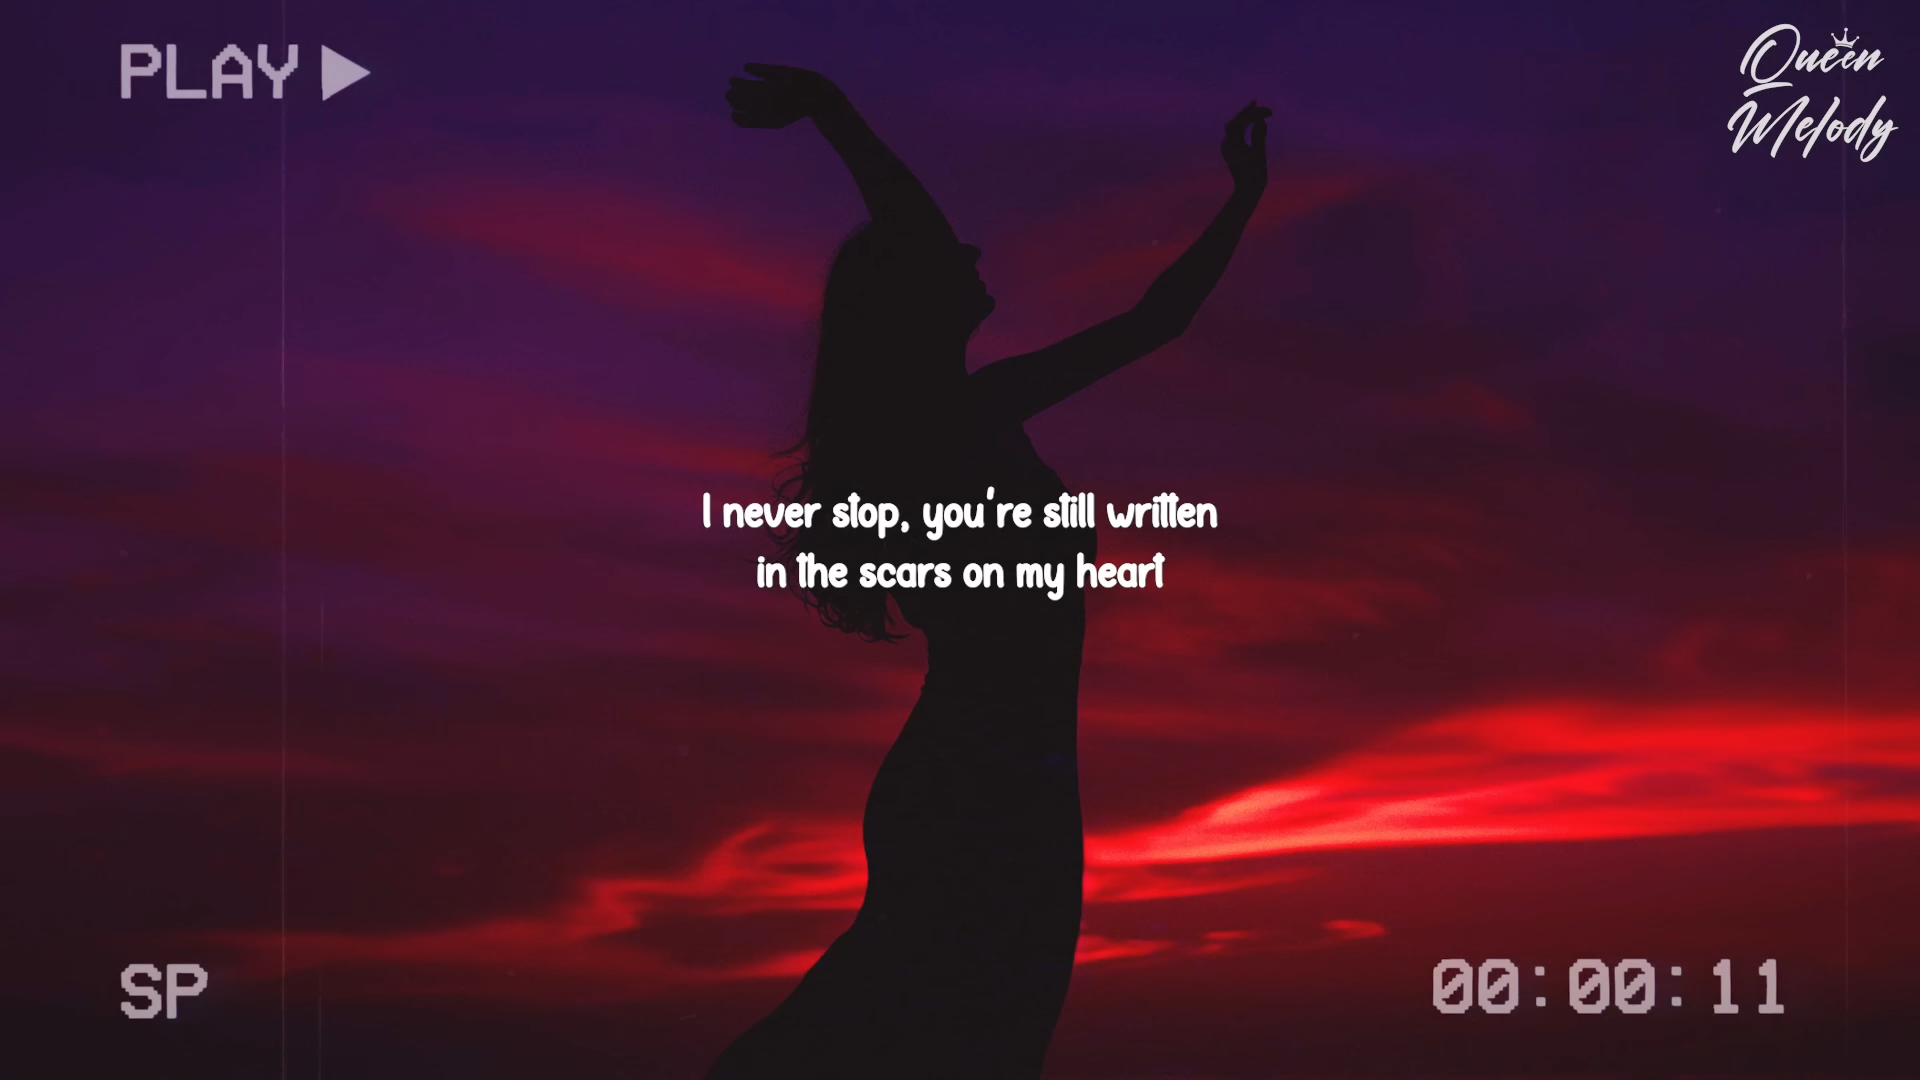 PLAY
Queen
Melody
I never stop, you're still written
in the scars on my heart
SP
00:00:11